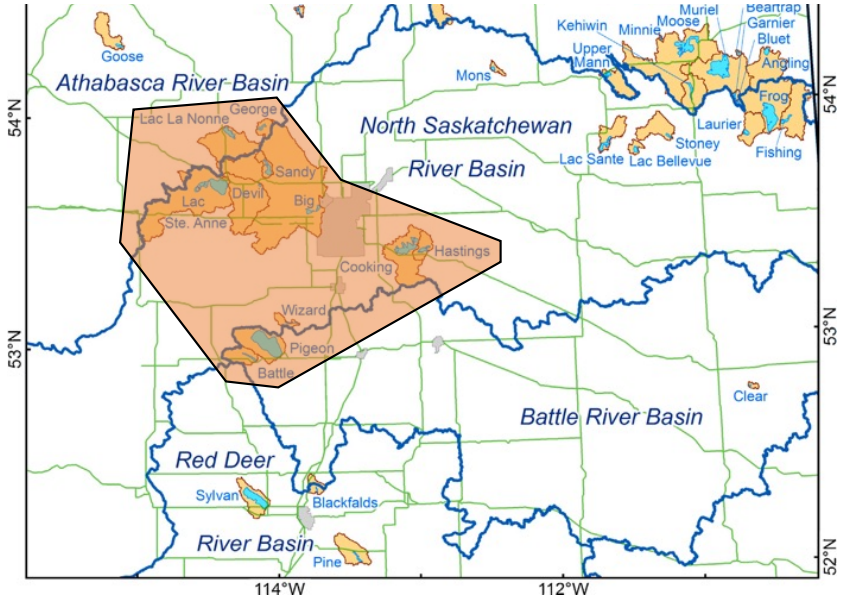 Muriel
Beartrap
Kehiwin
Minnie
Moose
Garnier
Bluet
Goose
Upper
Mann
Angling
Mons
Athabasca River Basin
54°N
54°N
Frog
George
Lac La Nonne
North Saskatchewan
River Basin
Laurier
Stoney
Fishing
Lac Sante
Lac Bellevue
Sandy
Devil
Lac
Ste. Anne
Big
Hastings
Cooking
Wizard
53°N
53°N
Pigeon
Battle
Clear
Battle River Basin
Red Deer
River Basin
Sylvan
Blackfalds
Pine
52°N
114°W
112°W